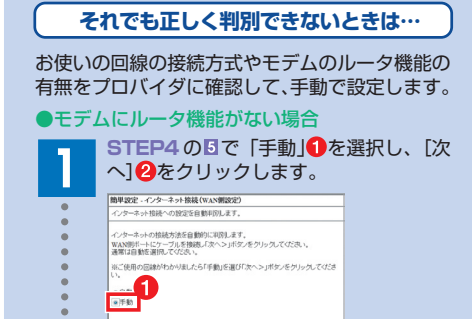 それでも正しく判別できないときは…
お使いの回線の接続方式やモデムのルータ機能の
有無をプロバイダに確認して、手動で設定します。
●モデムにルータ機能がない場合
1
STEP4の5で「手動」1を選択し、[次
へ]2をクリックします。
簡単設定 - インターネット接続(WAN側設定)
インターネット接続への設定を自動判別します。
インターネットの接続方法を自動的に判別します。
WAN側ポートにケーブルを接続し「次へ>」ボタンをクリックしてください。
通常は自動を選択してください。
※ご使用の回線がわかりましたら「手動」を選び「次へ>」ボタンをクリックしてくださ
い。
1
手動